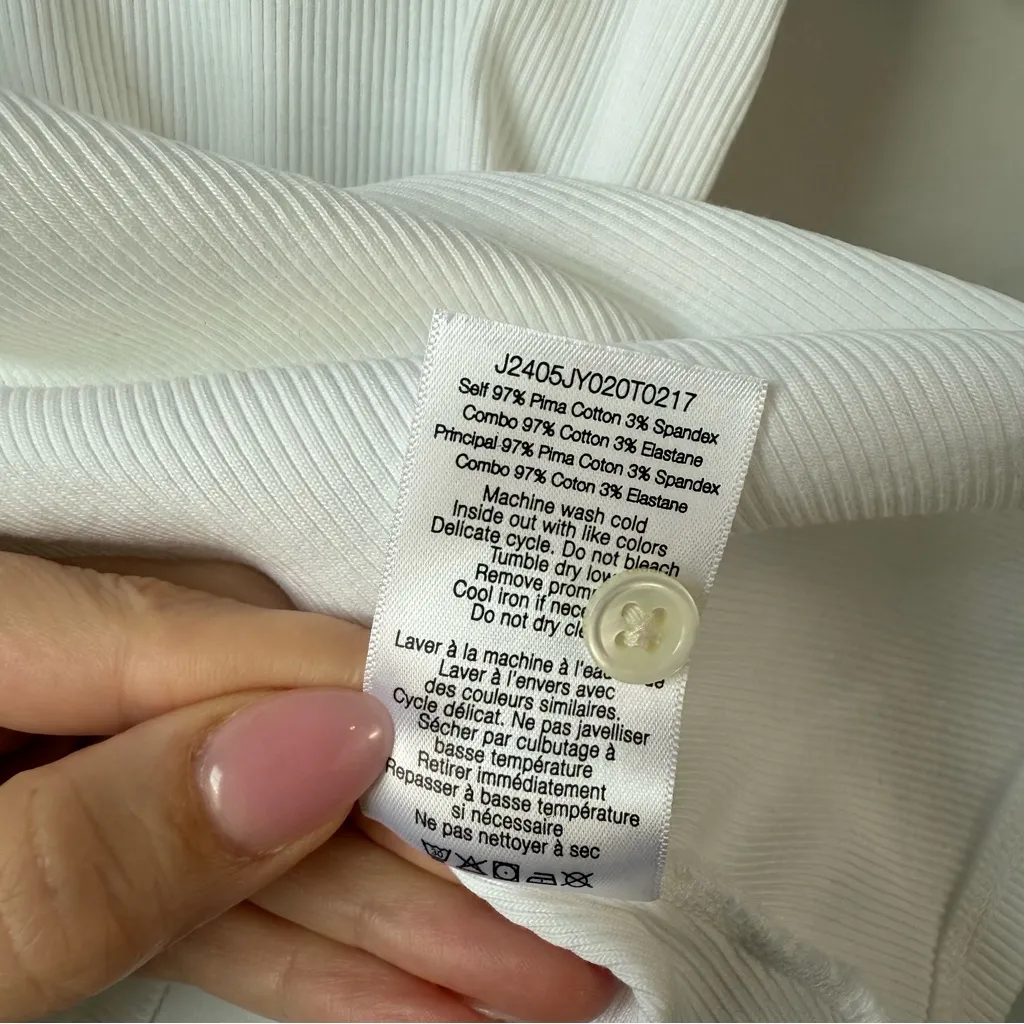 J2405JY020T0217
Self 97% Pima Cotton 3% Spandex
Combo 97% Cotton 3% Elastane
Principal 97% Pima Coton 3% Spandex
Combo 97% Coton 3% Elastane
Machine wash cold
Inside out with like colors
Delicate cycle. Do not bleach
Tumble dry low
Remove
Cool iron if
Do not dry
Laver à la machine à
Laver à l'envers avec
des couleurs similaires.
Cycle délicat. Ne pas javelliser
Sécher par culbutage à
basse température
Retirer immédiatement
Repasser à basse température
si nécessaire
Ne pas nettoyer à sec
30